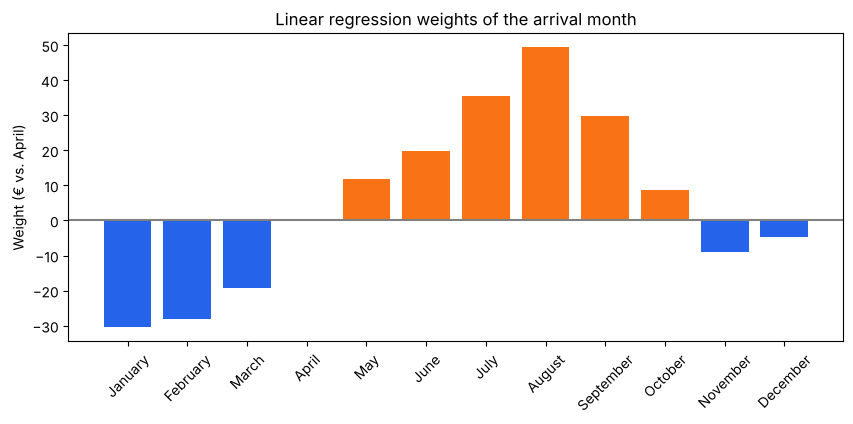 Linear regression weights of the arrival month
Weight (€ vs. April)
50
40
30
20
10
0
−10
−20
−30
January
February
March
April
May
June
July
August
September
October
November
December